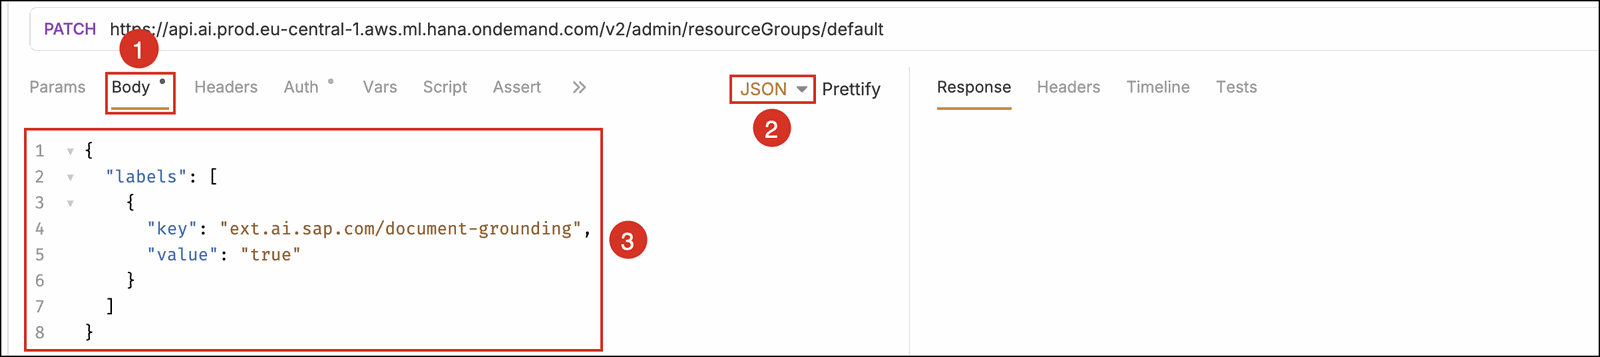 PATCH https://api.ai.prod.eu-central-1.aws.ml.hana.ondemand.com/v2/admin/resourceGroups/default
1
Params Body Headers Auth Vars Script Assert >> JSON Prettify Response Headers Timeline Tests
2
1 {
2 "labels": [
3 {
4 "key": "ext.ai.sap.com/document-grounding",
3
5 "value": "true"
6 }
7 ]
8 }